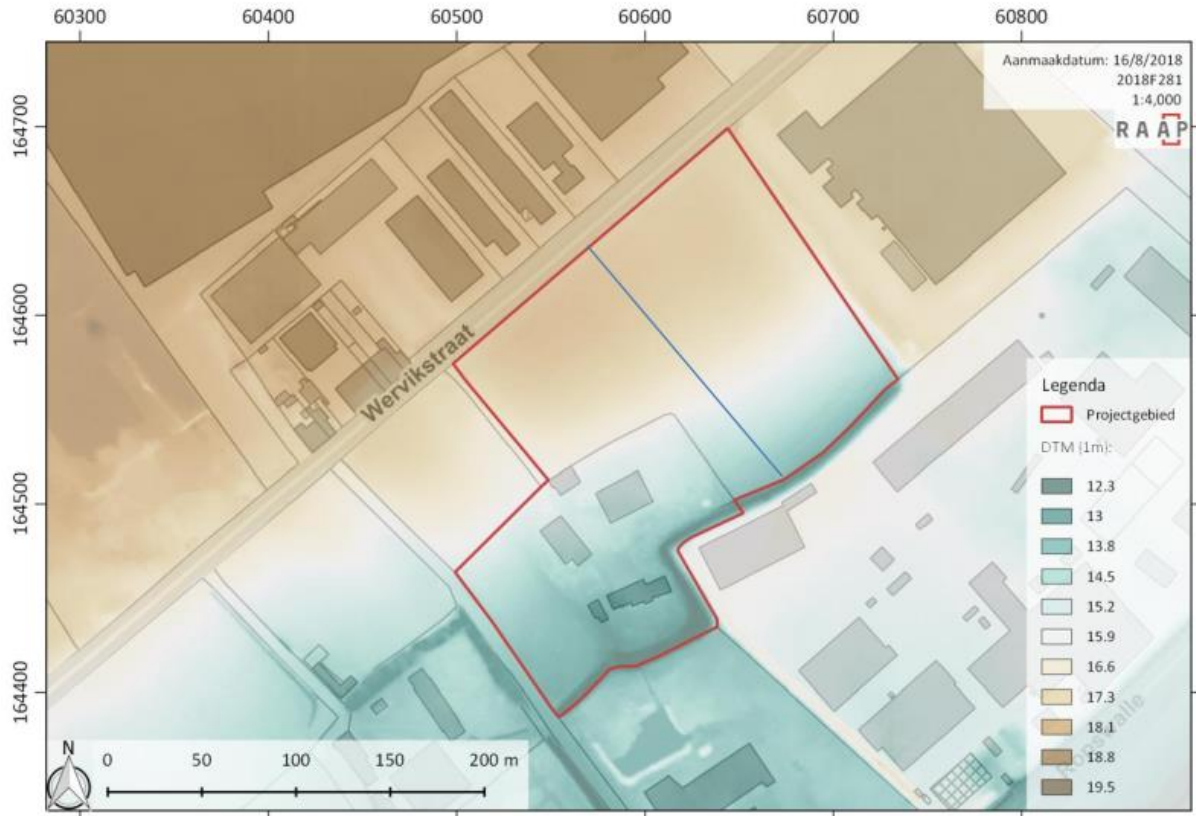 60300 60400 60500 60600 60700 60800
Aanmaakdatum: 16/8/2018
2018F281
1:4,000
RAAP
164700
164600
164500
164400
Wervikstraat
Legenda
Projectgebied
DTM (1m):
12.3
13
13.8
14.5
15.2
15.9
16.6
17.3
18.1
18.8
19.5
N
0 50 100 150 200 m